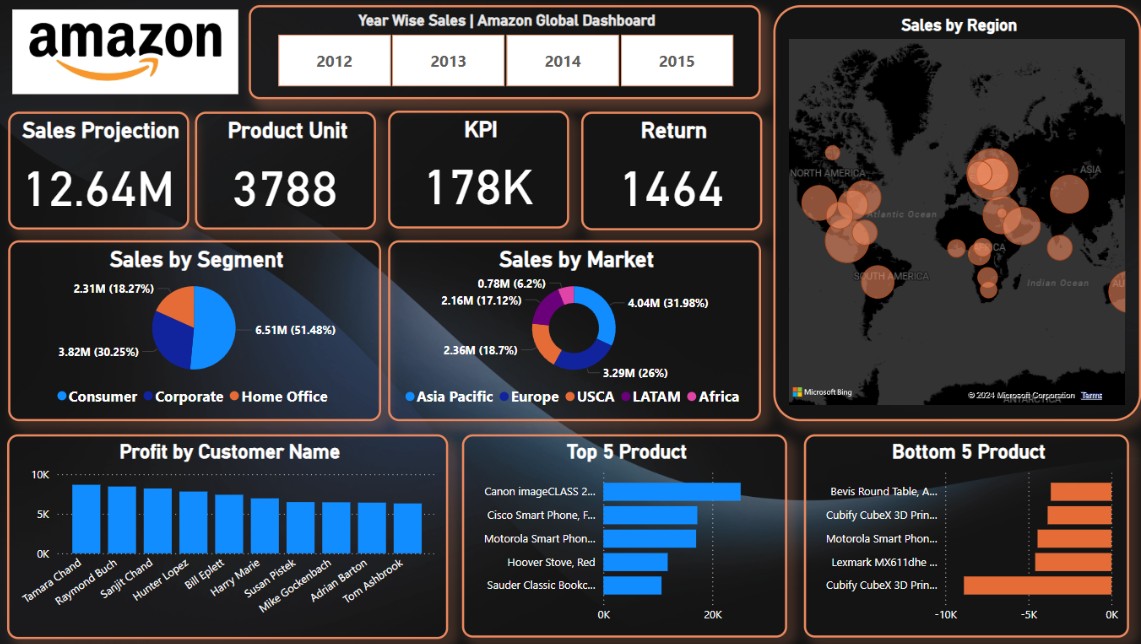 amazon
Year Wise Sales | Amazon Global Dashboard
2012 2013 2014 2015
Sales Projection
12.64M
Product Unit
3788
KPI
178K
Return
1464
Sales by Region
NORTH AMERICA
ASIA
Atlantic Ocean
SOUTH AMERICA
Indian Ocean
AU
ANTARCTICA
Microsoft Bing
© 2024 Microsoft Corporation Terms
Sales by Segment
2.31M (18.27%)
6.51M (51.48%)
3.82M (30.25%)
Consumer Corporate Home Office
Sales by Market
0.78M (6.2%)
2.16M (17.12%)
4.04M (31.98%)
2.36M (18.7%)
3.29M (26%)
Asia Pacific Europe USCA LATAM Africa
Profit by Customer Name
10K
5K
0K
Tamara Chand
Raymond Buch
Sanjit Chand
Hunter Lopez
Bill Eplett
Harry Marie
Susan Pistek
Mike Gockenbach
Adrian Barton
Tom Ashbrook
Top 5 Product
Canon imageCLASS 2...
Cisco Smart Phone, F...
Motorola Smart Phon...
Hoover Stove, Red
Sauder Classic Bookc...
0K 20K
Bottom 5 Product
Bevis Round Table, A...
Cubify CubeX 3D Prin...
Motorola Smart Phon...
Lexmark MX611dhe ...
Cubify CubeX 3D Prin...
-10K -5K 0K